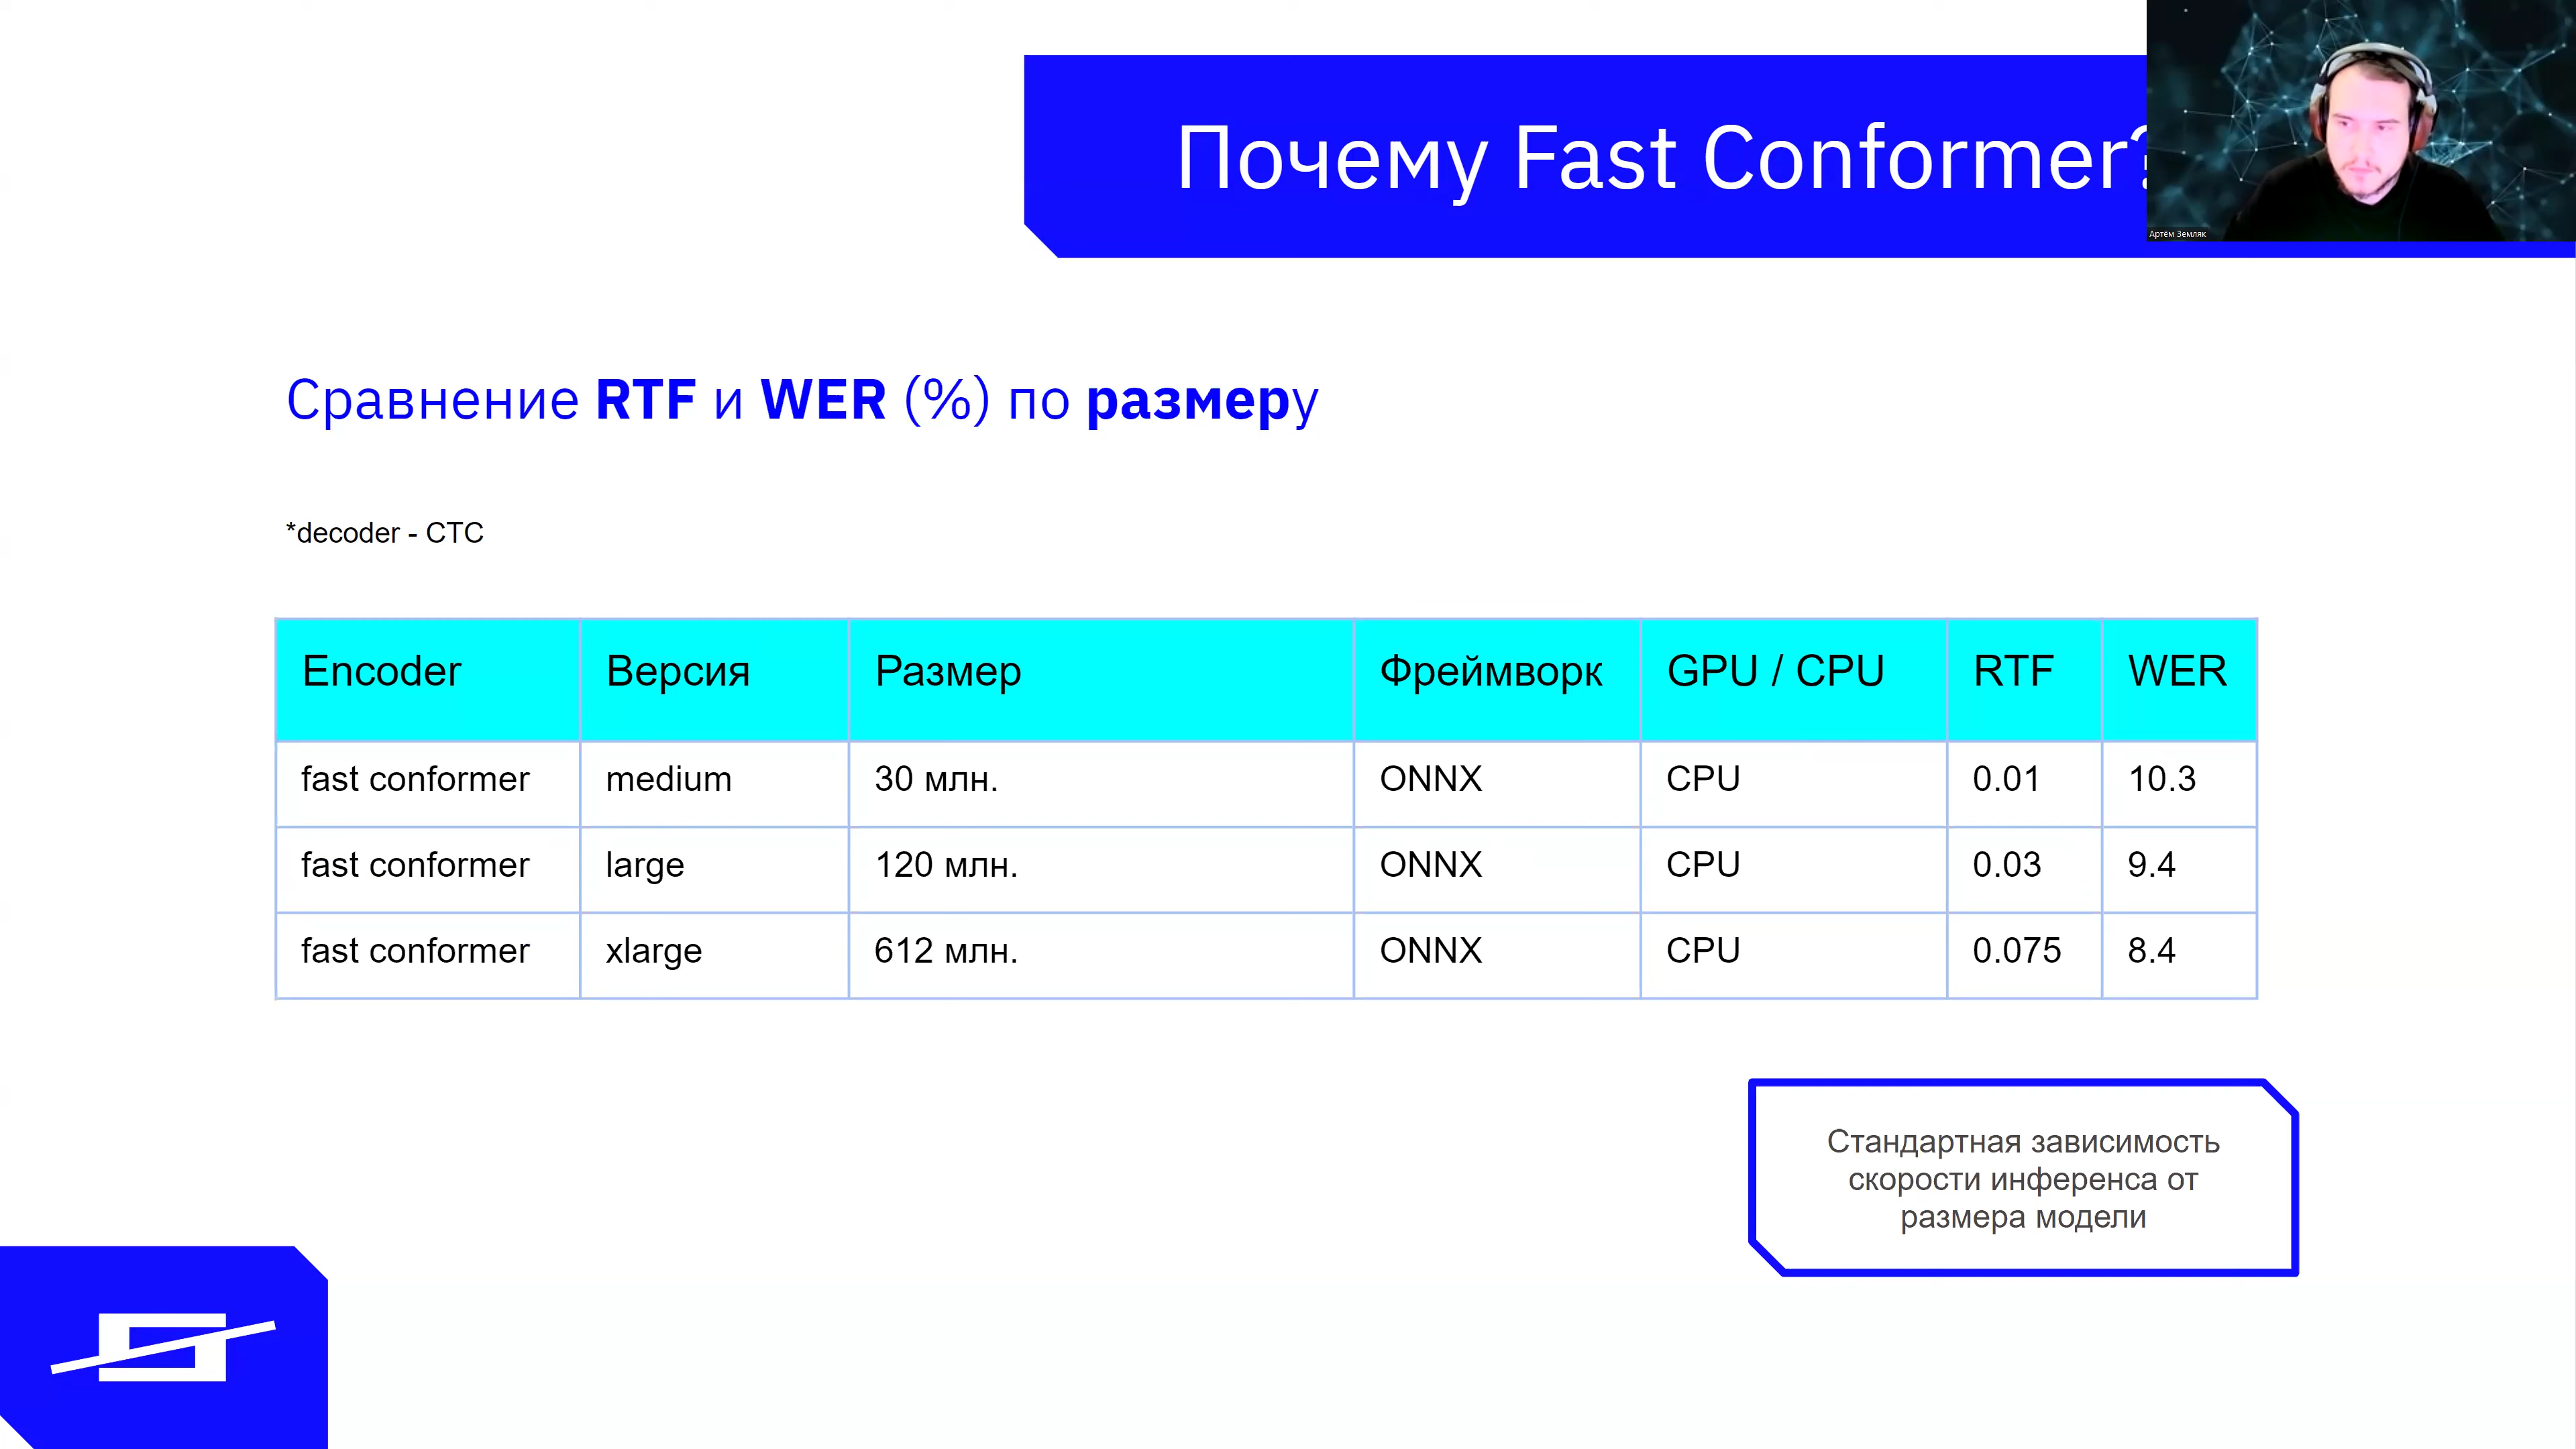 Почему Fast Conformer?
Артём Земляк
Сравнение RTF и WER (%) по размеру
*decoder - CTC
Encoder Версия Размер Фреймворк GPU / CPU RTF WER
fast conformer medium 30 млн. ONNX CPU 0.01 10.3
fast conformer large 120 млн. ONNX CPU 0.03 9.4
fast conformer xlarge 612 млн. ONNX CPU 0.075 8.4
Стандартная зависимость
скорости инференса от
размера модели